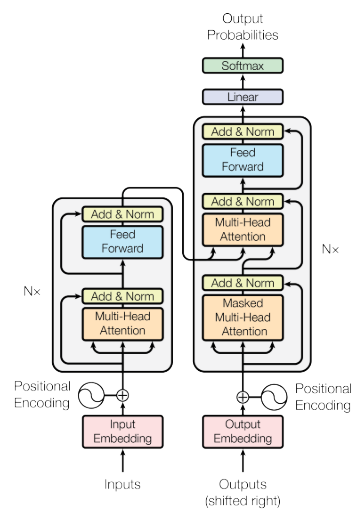 Output
Probabilities
Softmax
Linear
Add & Norm
Feed
Forward
Add & Norm
Multi-Head
Attention
Add & Norm
Masked
Multi-Head
Attention
N×
Positional
Encoding
Output
Embedding
Outputs
(shifted right)
Add & Norm
Feed
Forward
Add & Norm
Multi-Head
Attention
N×
Positional
Encoding
Input
Embedding
Inputs